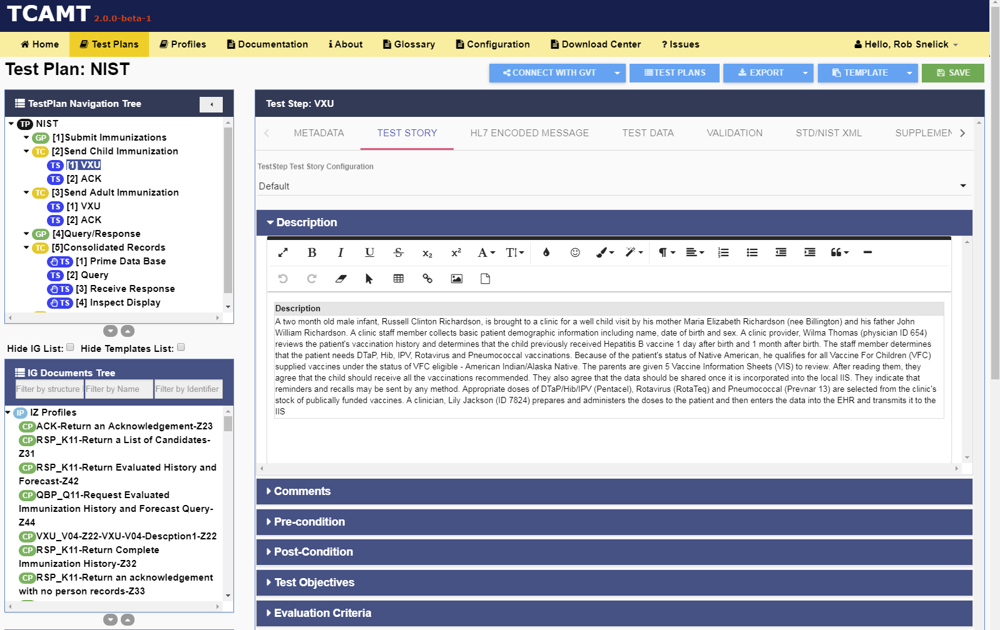 TCAMT 2.0.0-beta-1
Home Test Plans Profiles Documentation About Glossary Configuration Download Center ? Issues Hello, Rob Snelick
Test Plan: NIST
CONNECT WITH GVT TEST PLANS EXPORT TEMPLATE SAVE
TestPlan Navigation Tree
TP NIST
GP [1]Submit Immunizations
TC [2]Send Child Immunization
TS [1] VXU
TS [2] ACK
TC [3]Send Adult Immunization
TS [1] VXU
TS [2] ACK
GP [4]Query/Response
TC [5]Consolidated Records
TS [1] Prime Data Base
TS [2] Query
TS [3] Receive Response
TS [4] Inspect Display
Hide IG List: Hide Templates List:
IG Documents Tree
Filter by structure Filter by Name Filter by Identifier
IP IZ Profiles
CP ACK-Return an Acknowledgement-Z23
CP RSP_K11-Return a List of Candidates-
Z31
CP RSP_K11-Return Evaluated History and
Forecast-Z42
CP QBP_Q11-Request Evaluated
Immunization History and Forecast Query-
Z44
CP VXU_V04-Z22-VXU-V04-Descption1-Z22
CP RSP_K11-Return Complete
Immunization History-Z32
CP RSP_K11-Return an acknowledgement
with no person records-Z33
Test Step: VXU
METADATA TEST STORY HL7 ENCODED MESSAGE TEST DATA VALIDATION STD/NIST XML SUPPLEMEN
TestStep Test Story Configuration
Default
Description
B I U S x2 x2 A T
Description
A two month old male infant, Russell Clinton Richardson, is brought to a clinic for a well child visit by his mother Maria Elizabeth Richardson (nee Billington) and his father John
William Richardson. A clinic staff member collects basic patient demographic information including name, date of birth and sex. A clinic provider, Wilma Thomas (physician ID 654)
reviews the patient's vaccination history and determines that the child previously received Hepatitis B vaccine 1 day after birth and 1 month after birth. The staff member determines
that the patient needs DTaP, Hib, IPV, Rotavirus and Pneumococcal vaccinations. Because of the patient's status of Native American, he qualifies for all Vaccine For Children (VFC)
supplied vaccines under the status of VFC eligible - American Indian/Alaska Native. The parents are given 5 Vaccine Information Sheets (VIS) to review. After reading them, they
agree that the child should receive all the vaccinations recommended. They also agree that the data should be shared once it is incorporated into the local IIS. They indicate that
reminders and recalls may be sent by any method. Appropriate doses of DTaP/Hib/IPV (Pentacel), Rotavirus (RotaTeq) and Pneumococcal (Prevnar 13) are selected from the clinic's
stock of publically funded vaccines. A clinician, Lily Jackson (ID 7824) prepares and administers the doses to the patient and then enters the data into the EHR and transmits it to the
IIS
Comments
Pre-condition
Post-Condition
Test Objectives
Evaluation Criteria